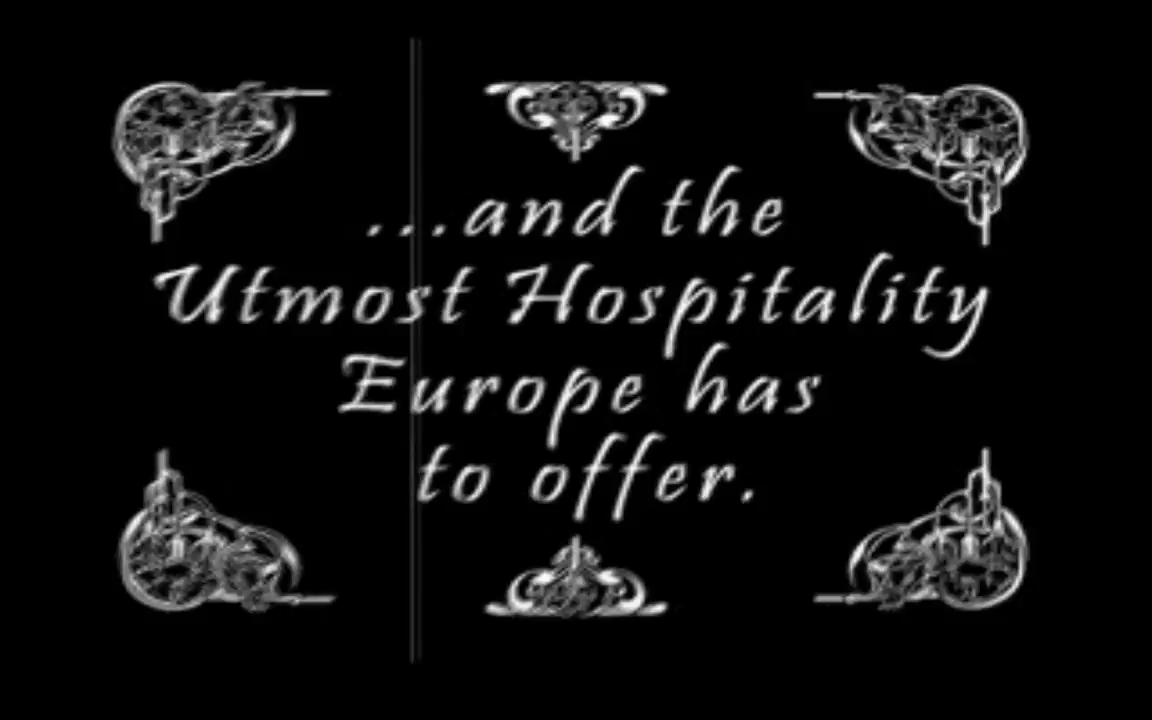 ...and the
Utmost Hospitality
Europe has
to offer.